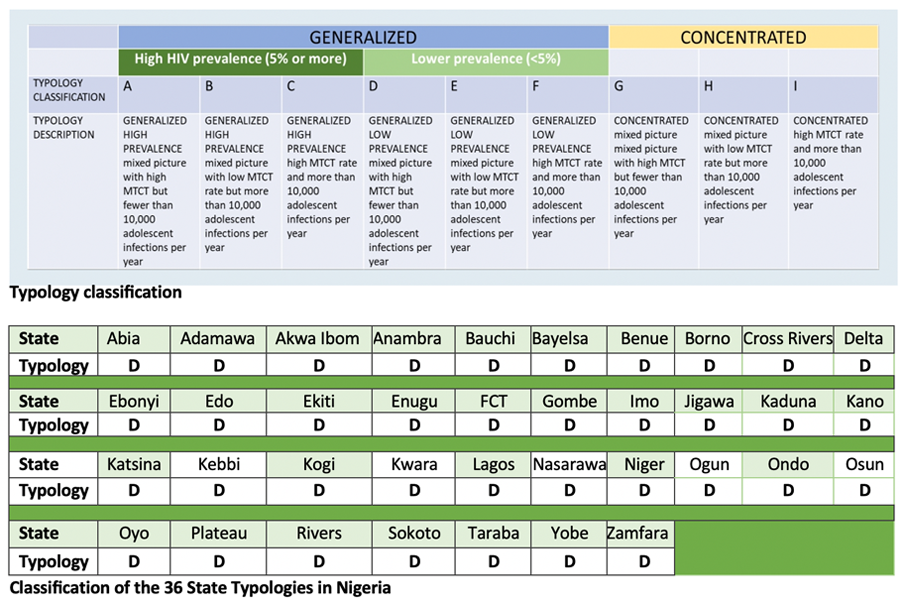 GENERALIZED CONCENTRATED
High HIV prevalence (5% or more) Lower prevalence (<5%)
TYPOLOGY
CLASSIFICATION
A B C D E F G H I
TYPOLOGY
DESCRIPTION
GENERALIZED
HIGH
PREVALENCE
mixed picture
with high
MTCT but
fewer than
10,000
adolescent
infections per
year
GENERALIZED
HIGH
PREVALENCE
mixed picture
with low MTCT
rate but more
than 10,000
adolescent
infections per
year
GENERALIZED
HIGH
PREVALENCE
high MTCT rate
and more than
10,000
adolescent
infections per
year
GENERALIZED
LOW
PREVALENCE
mixed picture
with high
MTCT but
fewer than
10,000
adolescent
infections per
year
GENERALIZED
LOW
PREVALENCE
mixed picture
with low MTCT
rate but more
than 10,000
adolescent
infections per
year
GENERALIZED
LOW
PREVALENCE
high MTCT rate
and more than
10,000
adolescent
infections per
year
CONCENTRATED
mixed picture
mixed picture
with high MTCT
but fewer than
10,000
adolescent
infections per
year
CONCENTRATED
mixed picture
with low MTCT
rate but more
than 10,000
adolescent
infections per
year
CONCENTRATED
high MTCT rate
and more than
10,000
adolescent
infections per
year
Typology classification
State Abia Adamawa Akwa Ibom Anambra Bauchi Bayelsa Benue Borno Cross Rivers Delta
Typology D D D D D D D D D D
State Ebonyi Edo Ekiti Enugu FCT Gombe Imo Jigawa Kaduna Kano
Typology D D D D D D D D D D
State Katsina Kebbi Kogi Kwara Lagos Nasarawa Niger Ogun Ondo Osun
Typology D D D D D D D D D D
State Oyo Plateau Rivers Sokoto Taraba Yobe Zamfara
Typology D D D D D D D
Classification of the 36 State Typologies in Nigeria